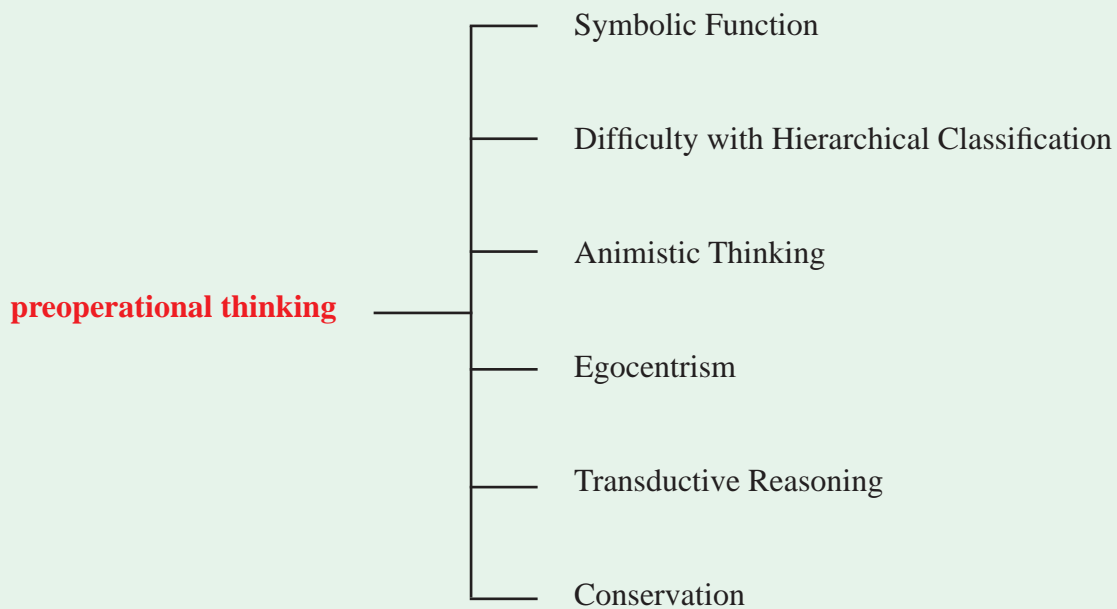 Symbolic Function
Difficulty with Hierarchical Classification
Animistic Thinking
preoperational thinking
Egocentrism
Transductive Reasoning
Conservation